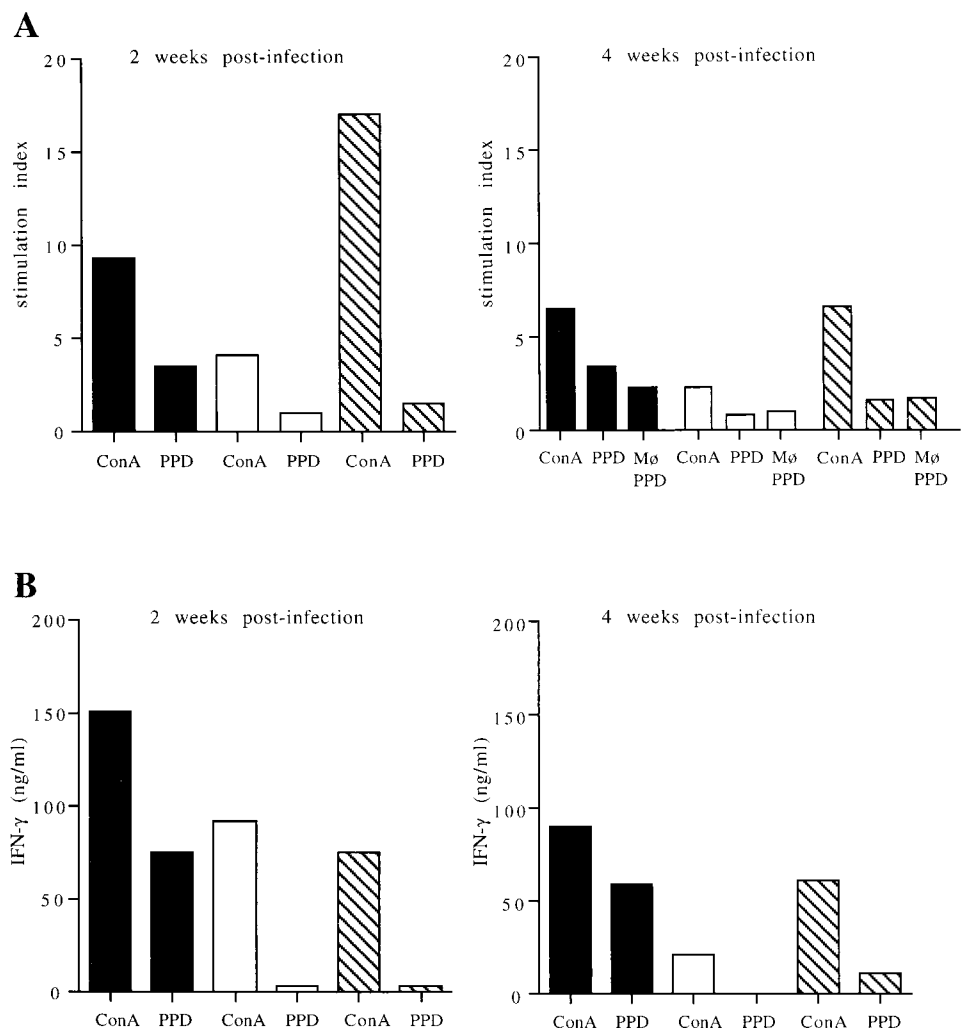 A
2 weeks post-infection
20
15
10
5
0
stimulation index
ConA PPD ConA PPD ConA PPD
4 weeks post-infection
20
15
10
5
0
stimulation index
ConA PPD Mø PPD ConA PPD Mø PPD ConA PPD Mø PPD
B
2 weeks post-infection
200
150
100
50
0
IFN-γ (ng/ml)
ConA PPD ConA PPD ConA PPD
4 weeks post-infection
200
150
100
50
0
IFN-γ (ng/ml)
ConA PPD ConA PPD ConA PPD